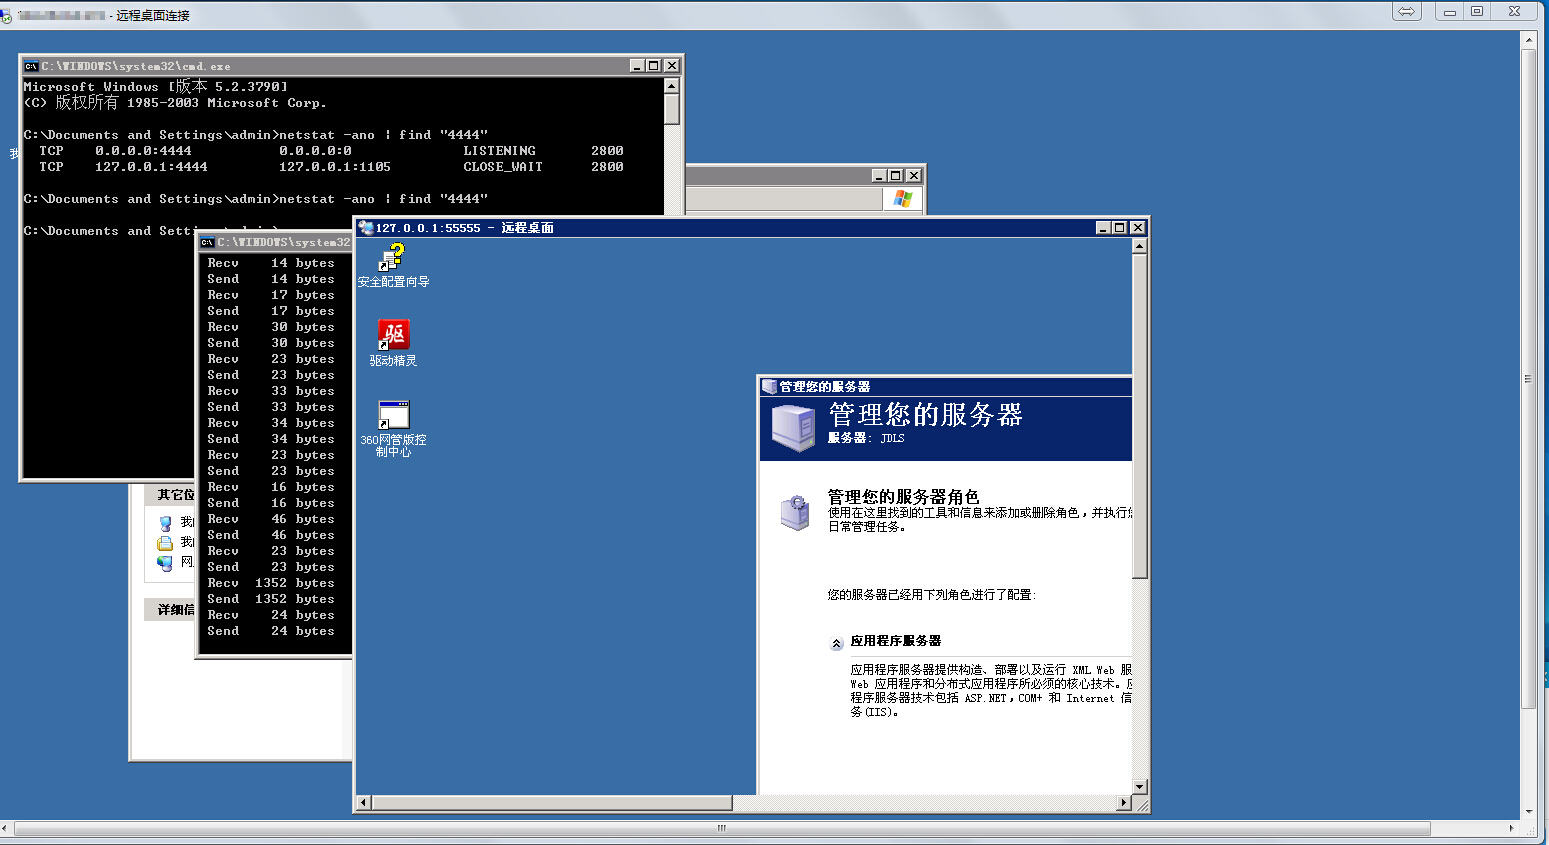 - 远程桌面连接
C:\WINDOWS\system32\cmd.exe
Microsoft Windows [版本 5.2.3790]
(C) 版权所有 1985-2003 Microsoft Corp.
C:\Documents and Settings\admin>netstat -ano | find "4444"
TCP 0.0.0.0:4444 0.0.0.0:0 LISTENING 2800
TCP 127.0.0.1:4444 127.0.0.1:1105 CLOSE_WAIT 2800
C:\Documents and Settings\admin>netstat -ano | find "4444"
C:\Documents and Sett
我
C:\WINDOWS\system32
Recv 14 bytes
Send 14 bytes
Recv 17 bytes
Send 17 bytes
Recv 30 bytes
Send 30 bytes
Recv 23 bytes
Send 23 bytes
Recv 33 bytes
Send 33 bytes
Recv 34 bytes
Send 34 bytes
Recv 23 bytes
Send 23 bytes
Recv 16 bytes
Send 16 bytes
Recv 46 bytes
Send 46 bytes
Recv 23 bytes
Send 23 bytes
Recv 1352 bytes
Send 1352 bytes
Recv 24 bytes
Send 24 bytes
其它位
我
我
网
详细信
127.0.0.1:55555 - 远程桌面
安全配置向导
驱
驱动精灵
360网管版控
制中心
管理您的服务器
管理您的服务器
服务器: JDLS
管理您的服务器角色
使用在这里找到的工具和信息来添加或删除角色，并执行
日常管理任务。
您的服务器已经用下列角色进行了配置:
应用程序服务器
应用程序服务器提供构造、部署以及运行 XML Web 服
Web 应用程序和分布式应用程序所必须的核心技术。应
程序服务器技术包括 ASP.NET，COM+ 和 Internet 信
务(IIS)。